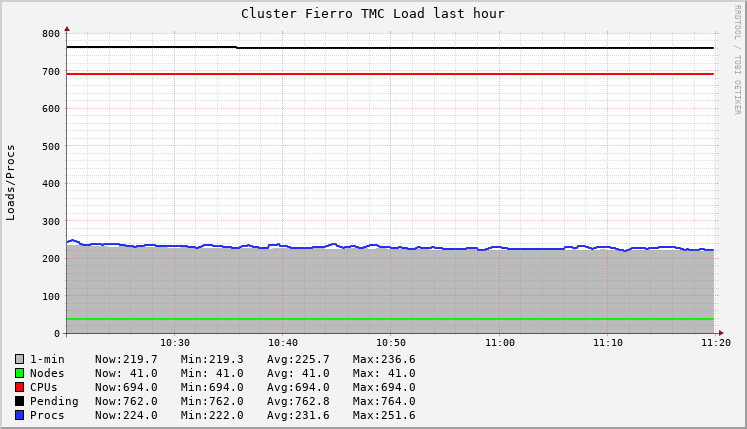 Cluster Fierro TMC Load last hour
RRDTOOL / TOBI OETIKER
Loads/Procs
800
700
600
500
400
300
200
100
0
10:30 10:40 10:50 11:00 11:10 11:20
1-min Now:219.7 Min:219.3 Avg:225.7 Max:236.6
Nodes Now: 41.0 Min: 41.0 Avg: 41.0 Max: 41.0
CPUs Now:694.0 Min:694.0 Avg:694.0 Max:694.0
Pending Now:762.0 Min:762.0 Avg:762.8 Max:764.0
Procs Now:224.0 Min:222.0 Avg:231.6 Max:251.6